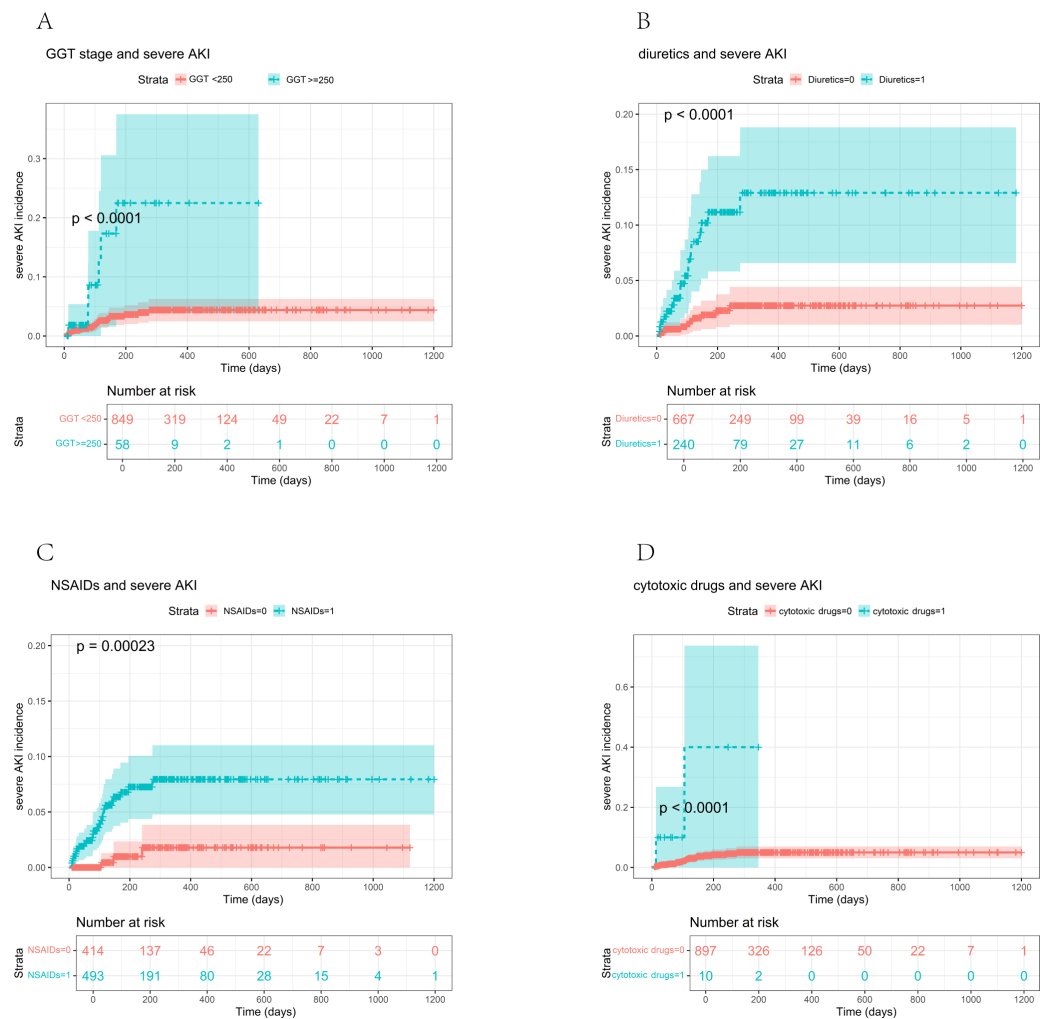 A
GGT stage and severe AKI
Strata GGT <250 GGT >=250
severe AKI incidence
0.3
0.2
0.1
0.0
p < 0.0001
0 200 400 600 800 1000 1200
Time (days)
Number at risk
Strata
GGT <250 849 319 124 49 22 7 1
GGT>=250 58 9 2 1 0 0 0
0 200 400 600 800 1000 1200
Time (days)
B
diuretics and severe AKI
Strata Diuretics=0 Diuretics=1
severe AKI incidence
0.20
0.15
0.10
0.05
0.00
p < 0.0001
0 200 400 600 800 1000 1200
Time (days)
Number at risk
Strata
Diuretics=0 667 249 99 39 16 5 1
Diuretics=1 240 79 27 11 6 2 0
0 200 400 600 800 1000 1200
Time (days)
C
NSAIDs and severe AKI
Strata NSAIDs=0 NSAIDs=1
severe AKI incidence
0.20
0.15
0.10
0.05
0.00
p = 0.00023
0 200 400 600 800 1000 1200
Time (days)
Number at risk
Strata
NSAIDs=0 414 137 46 22 7 3 0
NSAIDs=1 493 191 80 28 15 4 1
0 200 400 600 800 1000 1200
Time (days)
D
cytotoxic drugs and severe AKI
Strata cytotoxic drugs=0 cytotoxic drugs=1
severe AKI incidence
0.6
0.4
0.2
0.0
p < 0.0001
0 200 400 600 800 1000 1200
Time (days)
Number at risk
Strata
cytotoxic drugs=0 897 326 126 50 22 7 1
cytotoxic drugs=1 10 2 0 0 0 0 0
0 200 400 600 800 1000 1200
Time (days)